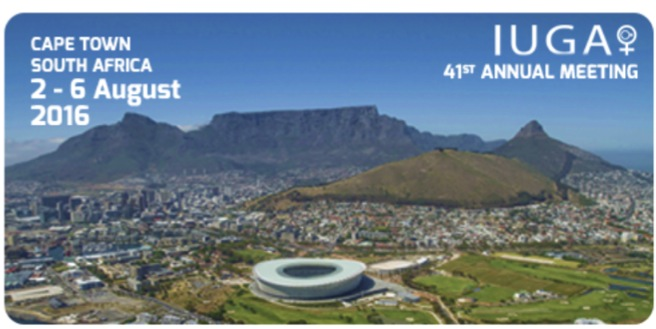 CAPE TOWN
SOUTH AFRICA
2 - 6 August
2016
IUGA
41ST ANNUAL MEETING